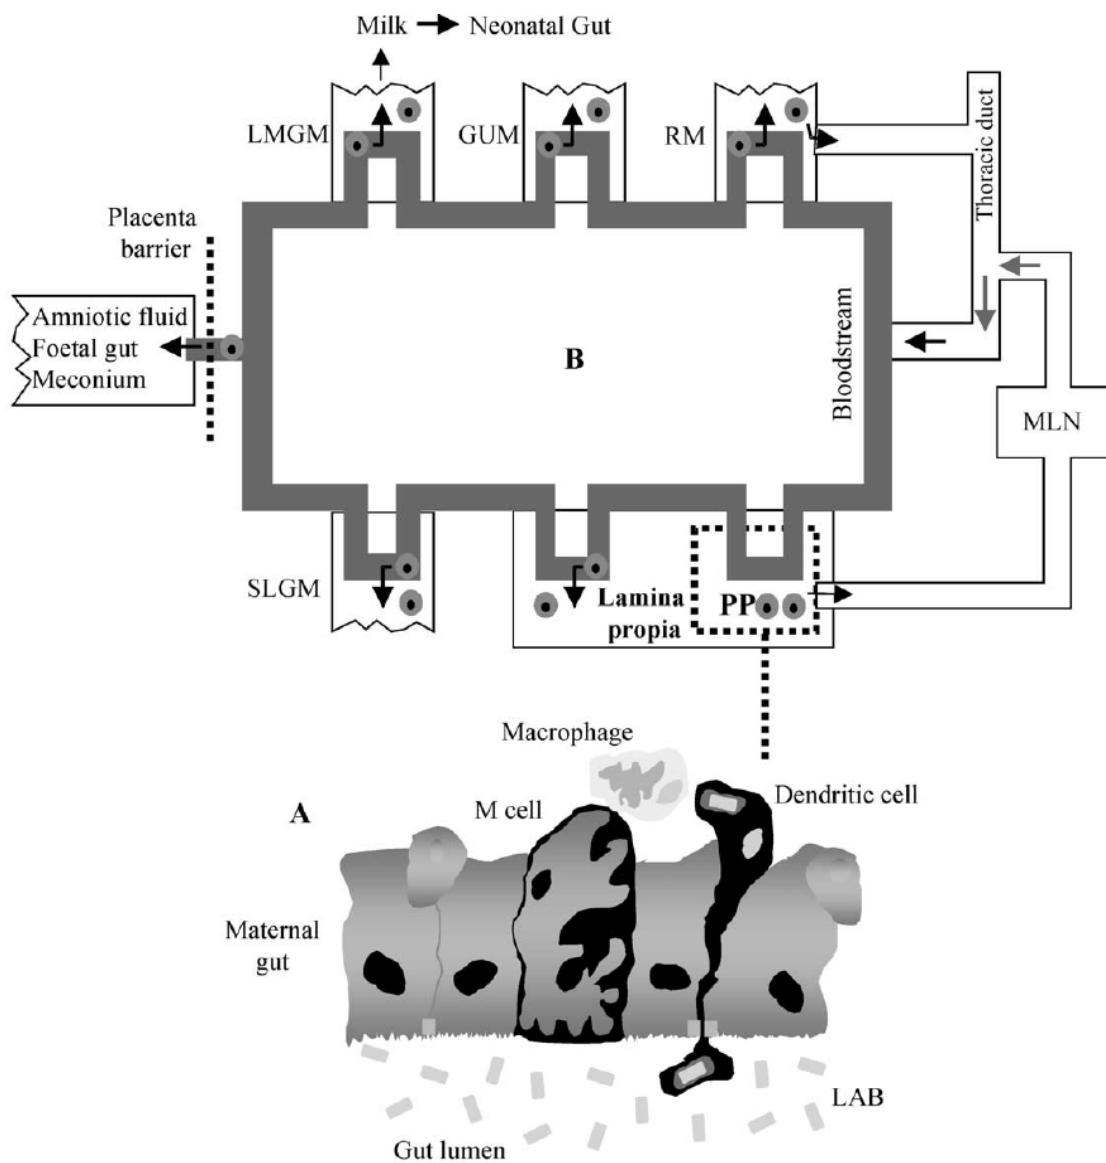 Milk Neonatal Gut
LMGM
GUM
RM
Thoracic duct
Placenta
barrier
Amniotic fluid
Foetal gut
Meconium
B
Bloodstream
MLN
SLGM
Lamina
propia
PP
Macrophage
Dendritic cell
A
M cell
Maternal
gut
LAB
Gut lumen